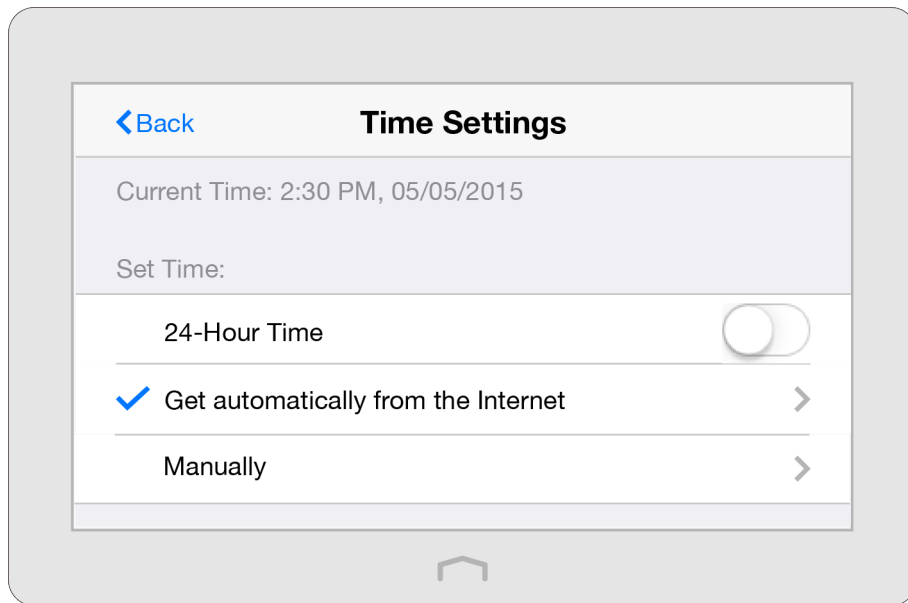 Back
Time Settings
Current Time: 2:30 PM, 05/05/2015
Set Time:
24-Hour Time
Get automatically from the Internet
Manually